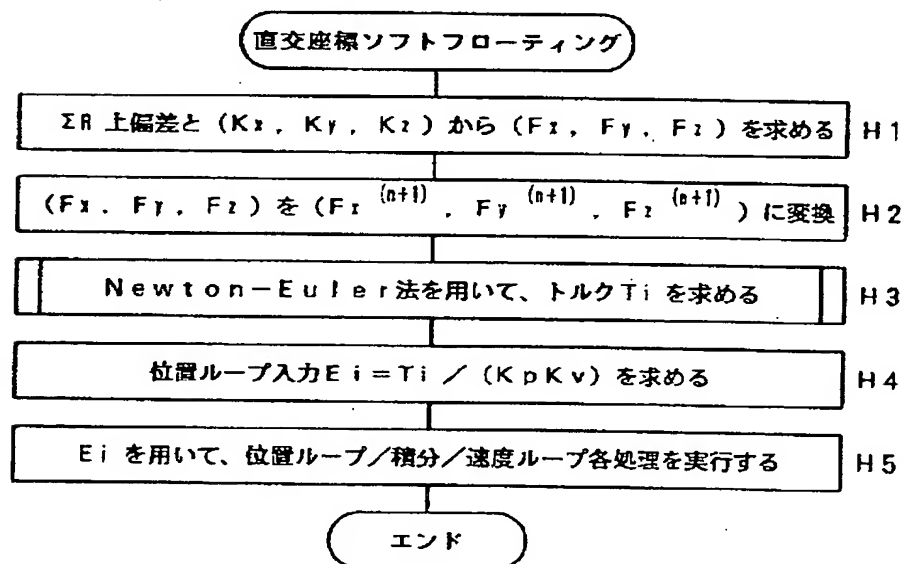 直交座標ソフトフローティング
ΣR 上偏差と (Kx, Ky, Kz) から (Fx, Fy, Fz) を求める H1
(Fx, Fy, Fz) を (Fx (n+1), Fy (n+1), Fz (n+1)) に変換 H2
Newton-Euler法を用いて、トルクTi を求める H3
位置ループ入力Ei=Ti/(KpKv) を求める H4
Ei を用いて、位置ループ/積分/速度ループ各処理を実行する H5
エンド